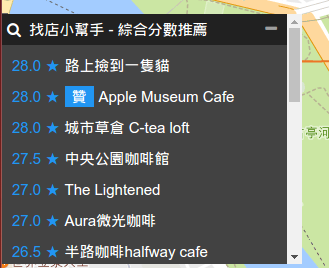 找店小幫手 - 綜合分數推薦
28.0 ★ 路上撿到一隻貓
28.0 ★ 贊 Apple Museum Cafe
28.0 ★ 城市草倉 C-tea loft
27.5 ★ 中央公園咖啡館
27.0 ★ The Lightened
27.0 ★ Aura微光咖啡
26.5 ★ 半路咖啡halfway cafe
亭河